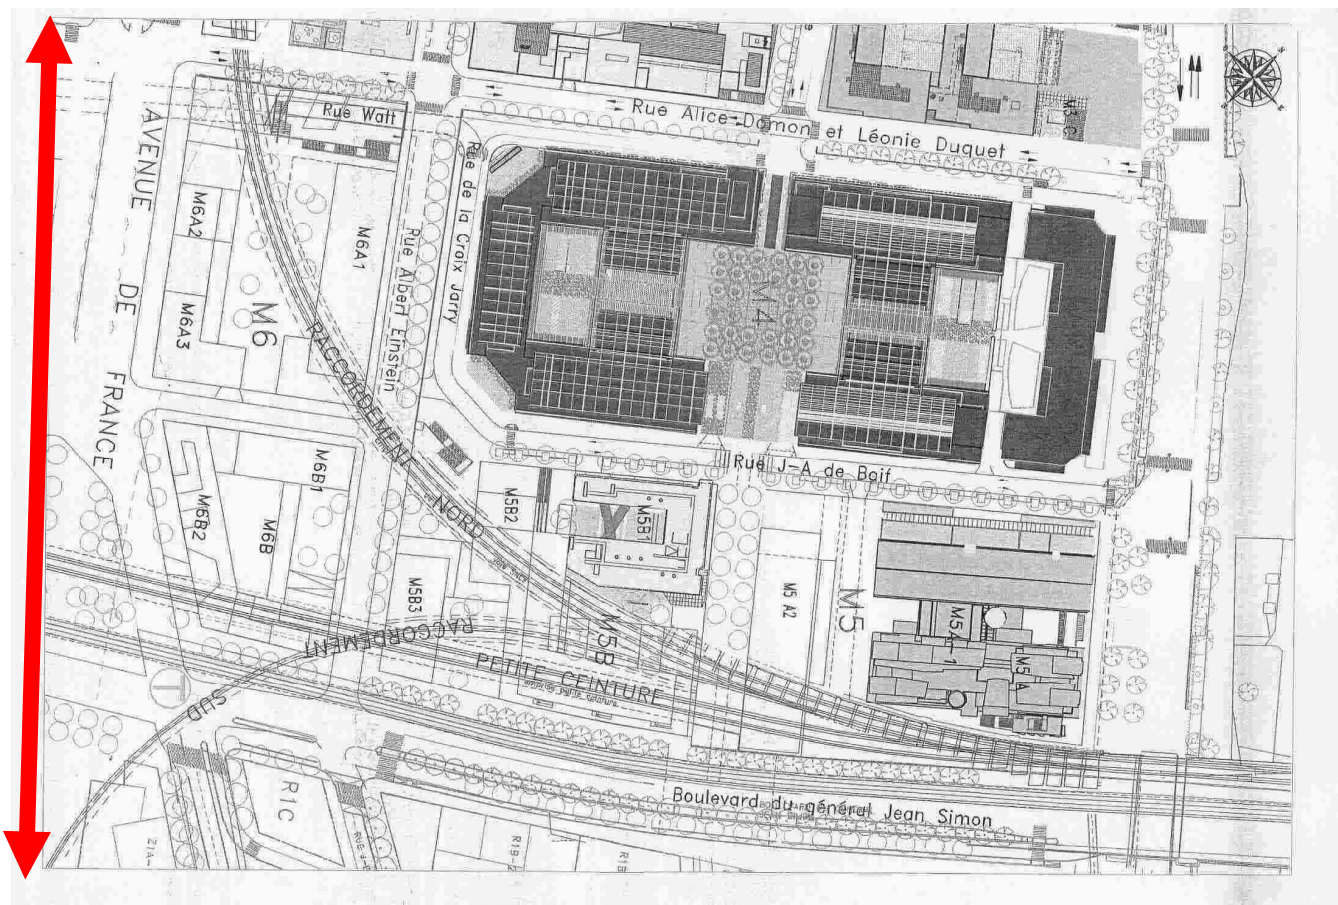 Rue Alice-Domon et Léonie Duquet
Rue Watt
Rue de la Croix Jarry
Rue Albert Einstein
AVENUE DE FRANCE
M6A2
M6A1
M6
M6A3
M4
RACCORDEMENT NORD
Rue J-A de Baif
M6B1
M6B2
M6B
M5B2
M5B1
M5B3
M5B
M5 A2
M5
M5A-1
RACCORDEMENT
SUD
PETITE CEINTURE
R1C
Boulevard du général Jean Simon
R1B-2